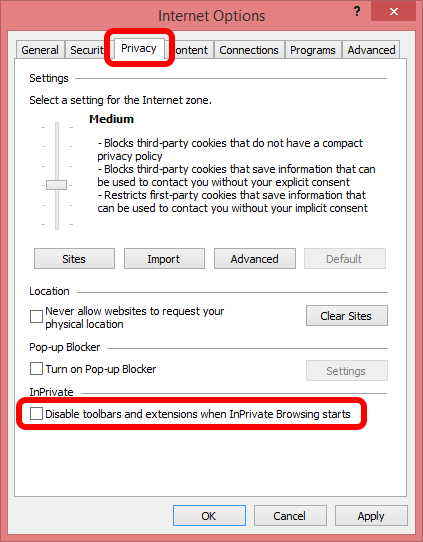 Internet Options
?
General Securit Privacy ontent Connections Programs Advanced
Settings
Select a setting for the Internet zone.
Medium
- Blocks third-party cookies that do not have a compact
privacy policy
- Blocks third-party cookies that save information that can
be used to contact you without your explicit consent
- Restricts first-party cookies that save information that
can be used to contact you without your implicit consent
Sites Import Advanced Default
Location
Never allow websites to request your
physical location
Clear Sites
Pop-up Blocker
Turn on Pop-up Blocker
Settings
InPrivate
Disable toolbars and extensions when InPrivate Browsing starts
OK Cancel Apply